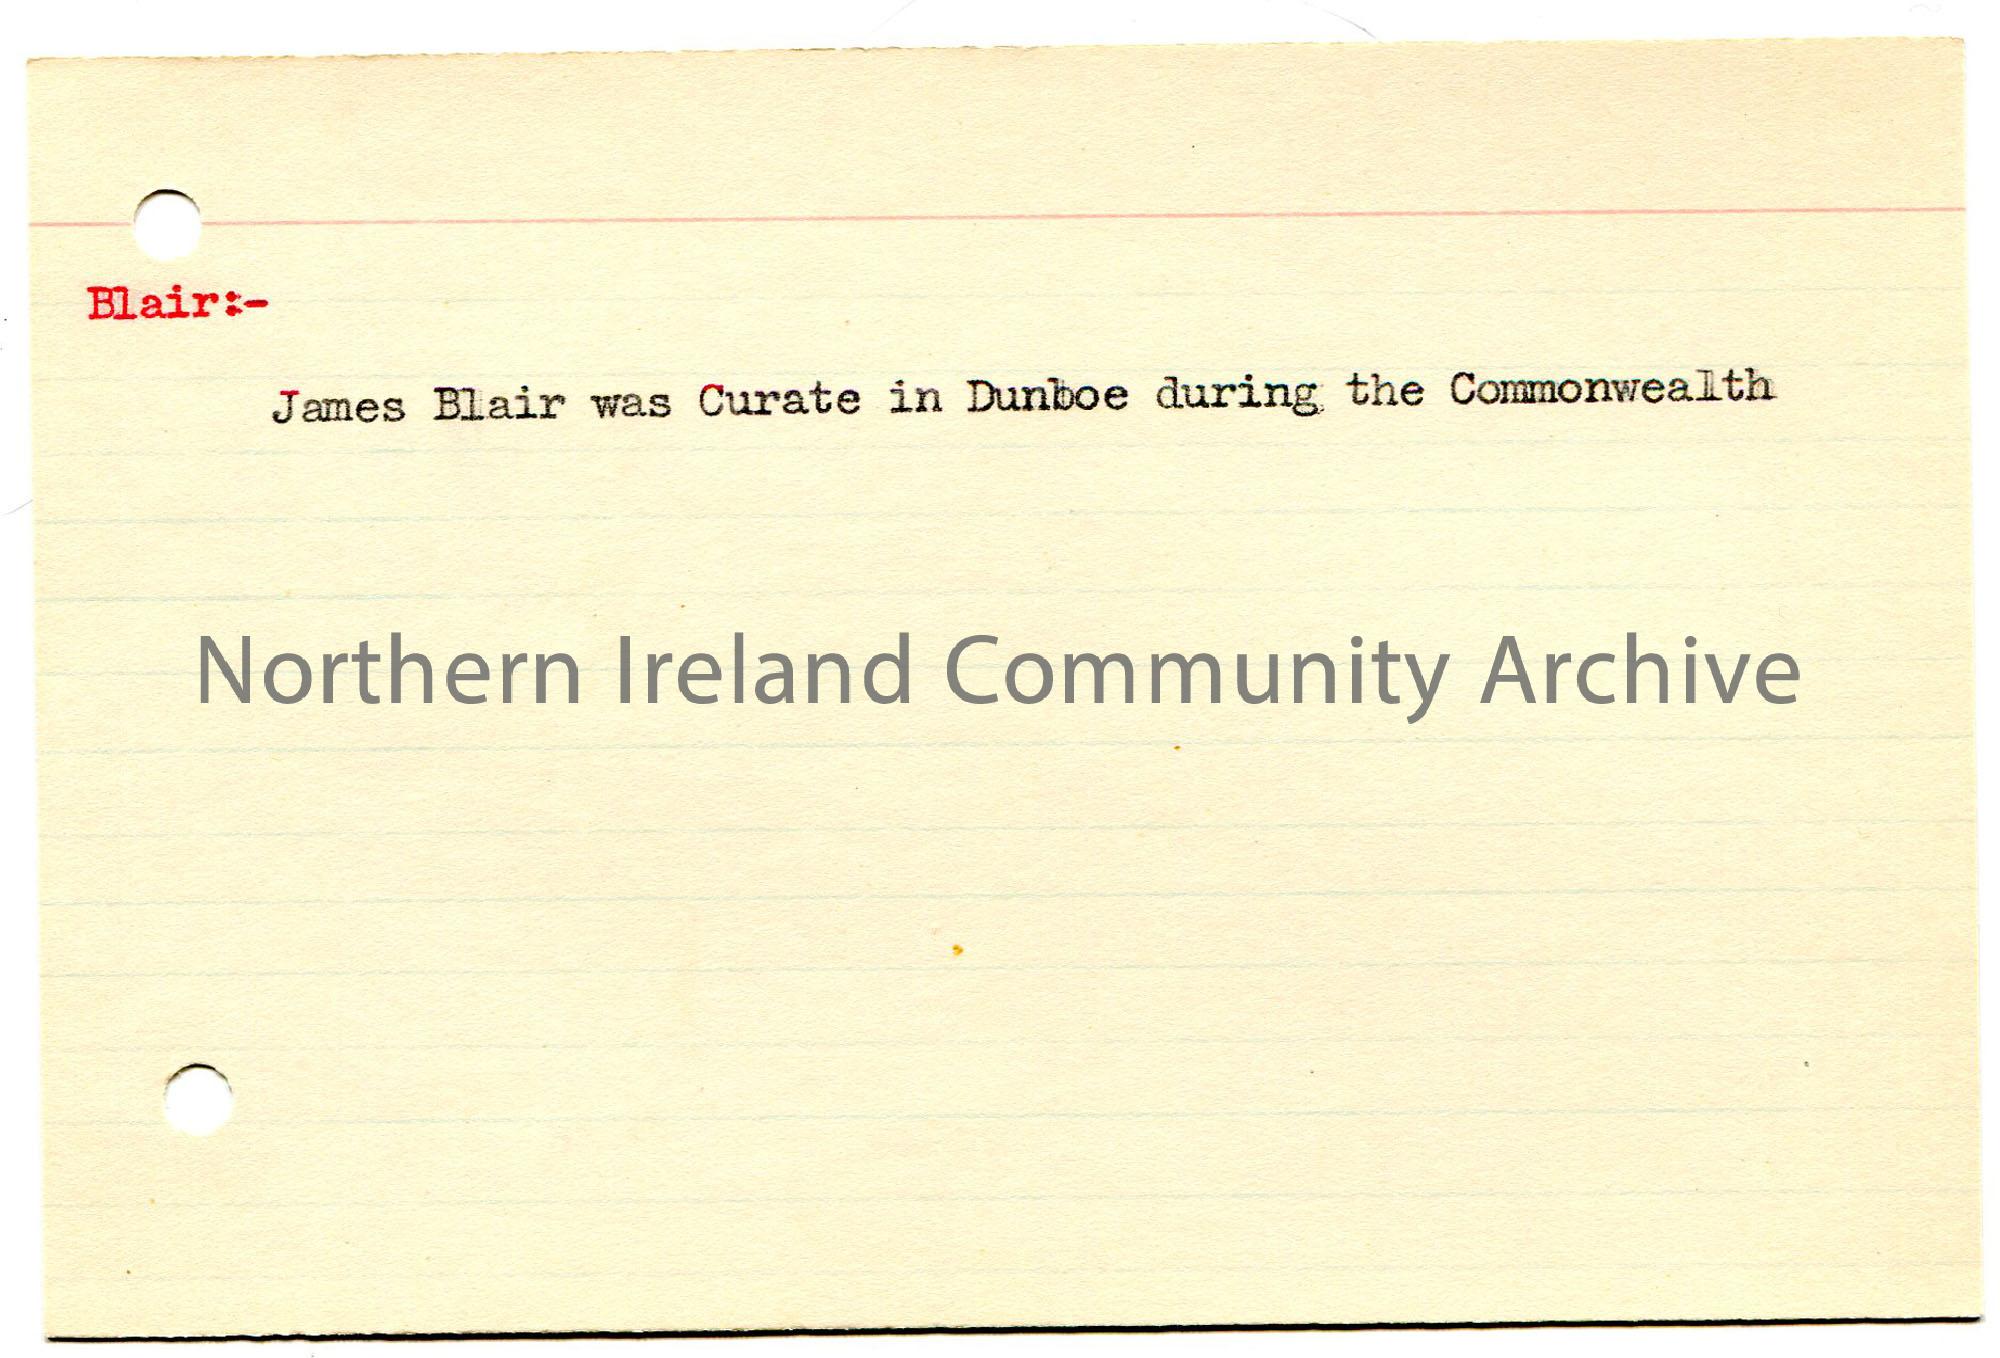 Blair:-
James Blair was Curate in Dunboe during the Commonwealth
Northern Ireland Community Archive